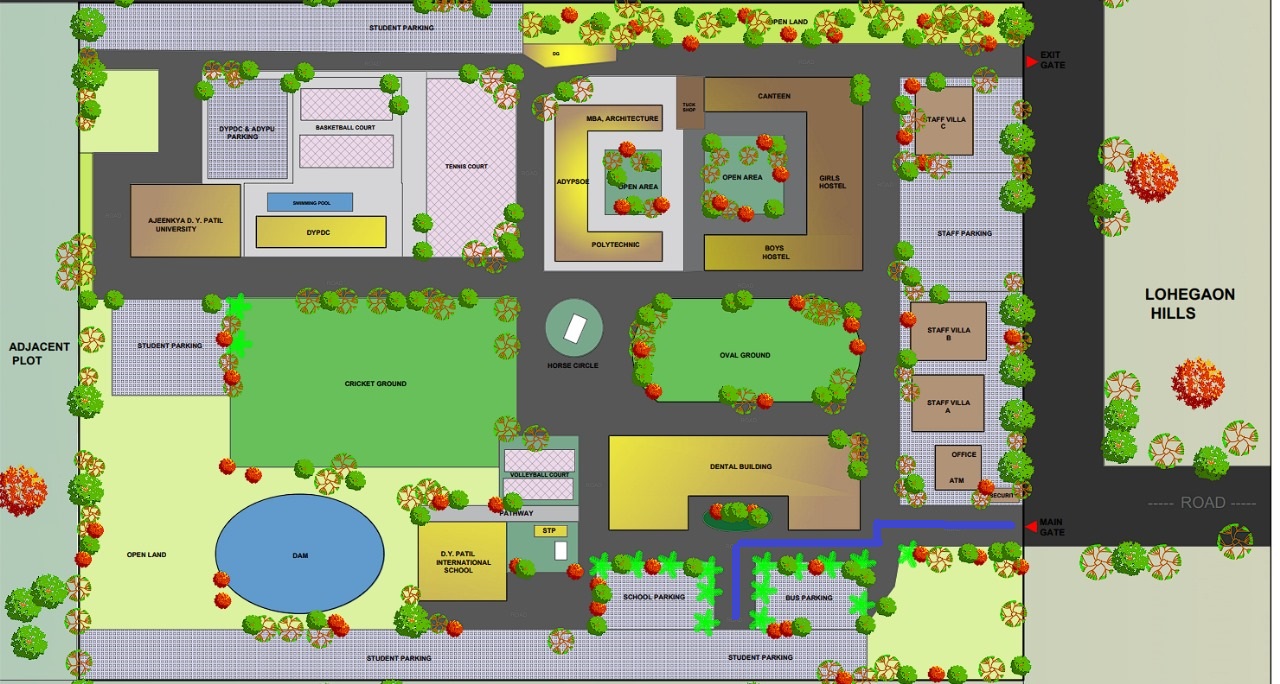 STUDENT PARKING
OPEN LAND
DG
EXIT
GATE
ROAD
ROAD
CANTEEN
TUCK
SHOP
MBA, ARCHITECTURE
STAFF VILLA
C
DYPDC & ADYPU
PARKING
BASKETBALL COURT
TENNIS COURT
ADYPSOE
OPEN AREA
OPEN AREA
GIRLS
HOSTEL
SWIMMING POOL
AJEENKYA D. Y. PATIL
UNIVERSITY
DYPDC
POLYTECHNIC
BOYS
HOSTEL
STAFF PARKING
LOHEGAON
HILLS
ADJACENT
PLOT
STUDENT PARKING
CRICKET GROUND
HORSE CIRCLE
OVAL GROUND
STAFF VILLA
B
STAFF VILLA
A
OFFICE
ATM
SECURIT
DENTAL BUILDING
VOLLEYBALL COURT
PATHWAY
STP
----- ROAD -----
MAIN
GATE
OPEN LAND
DAM
D.Y. PATIL
INTERNATIONAL
SCHOOL
SCHOOL PARKING
BUS PARKING
ROAD
STUDENT PARKING
STUDENT PARKING